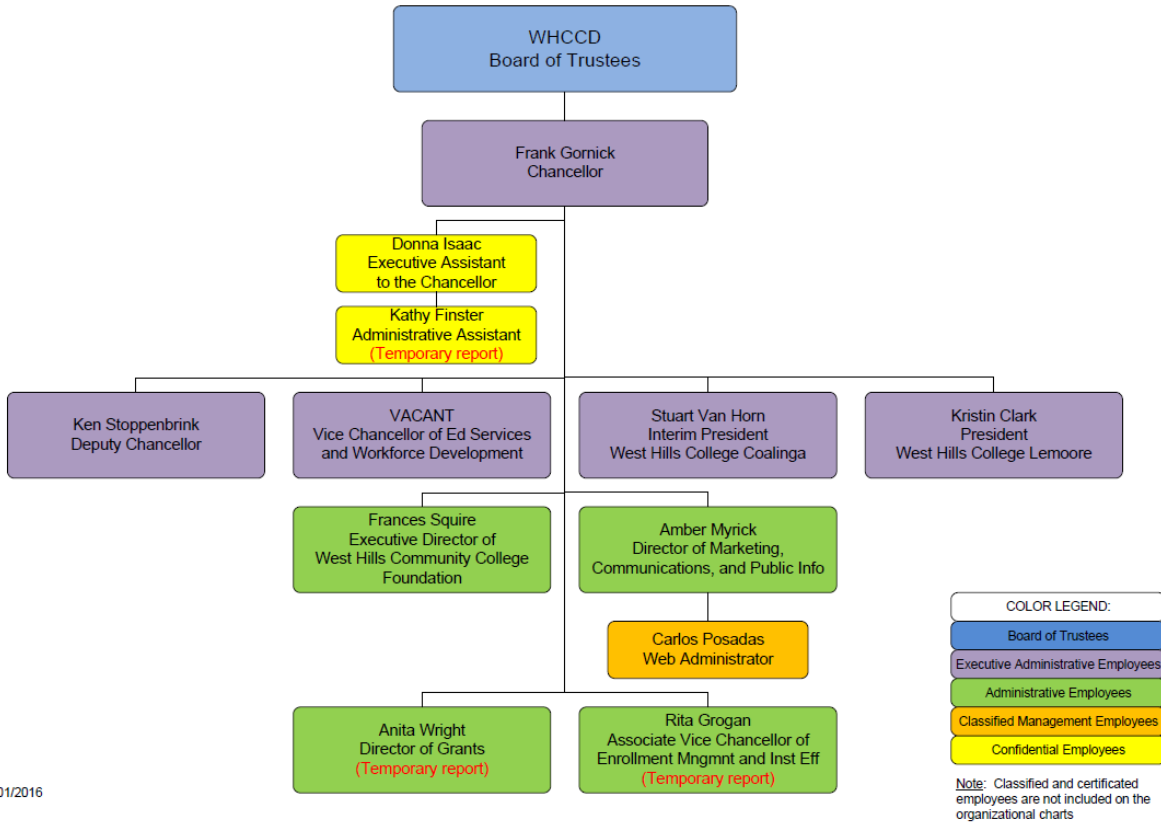 WHCCD
Board of Trustees
Frank Gornick
Chancellor
Donna Isaac
Executive Assistant
to the Chancellor
Kathy Finster
Administrative Assistant
(Temporary report)
Ken Stoppenbrink
Deputy Chancellor
VACANT
Vice Chancellor of Ed Services
and Workforce Development
Stuart Van Horn
Interim President
West Hills College Coalinga
Kristin Clark
President
West Hills College Lemoore
Frances Squire
Executive Director of
West Hills Community College
Foundation
Amber Myrick
Director of Marketing,
Communications, and Public Info
Carlos Posadas
Web Administrator
Anita Wright
Director of Grants
(Temporary report)
Rita Grogan
Associate Vice Chancellor of
Enrollment Mngmnt and Inst Eff
(Temporary report)
COLOR LEGEND:
Board of Trustees
Executive Administrative Employees
Administrative Employees
Classified Management Employees
Confidential Employees
Note: Classified and certificated
employees are not included on the
organizational charts
01/2016